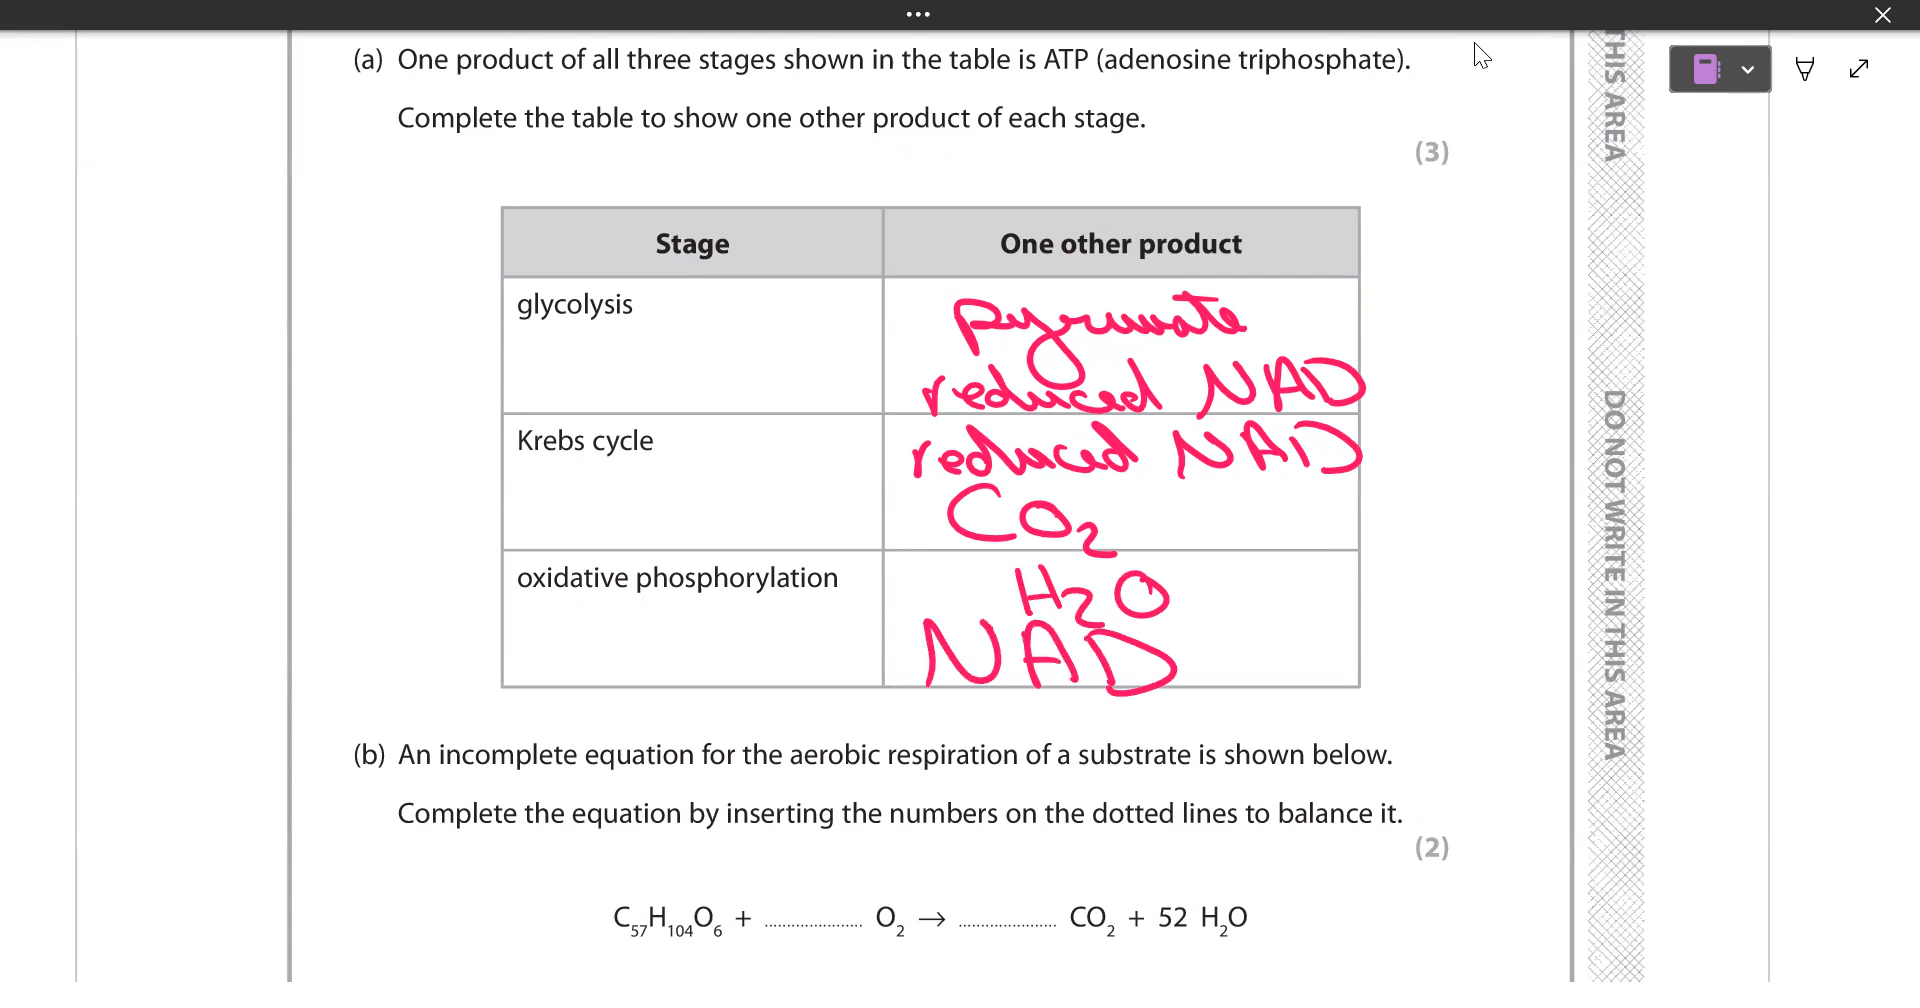 ...
(a) One product of all three stages shown in the table is ATP (adenosine triphosphate).
Complete the table to show one other product of each stage.
(3)
Stage
One other product
glycolysis
pyruvate
reduced NAD
Krebs cycle
reduced NAD
CO₂
oxidative phosphorylation
H₂O
NAD
(b) An incomplete equation for the aerobic respiration of a substrate is shown below.
Complete the equation by inserting the numbers on the dotted lines to balance it.
(2)
C₅₇H₁₀₄O₆ + ...................... O₂ → ...................... CO₂ + 52 H₂O
THIS AREA
DO NOT WRITE IN THIS AREA